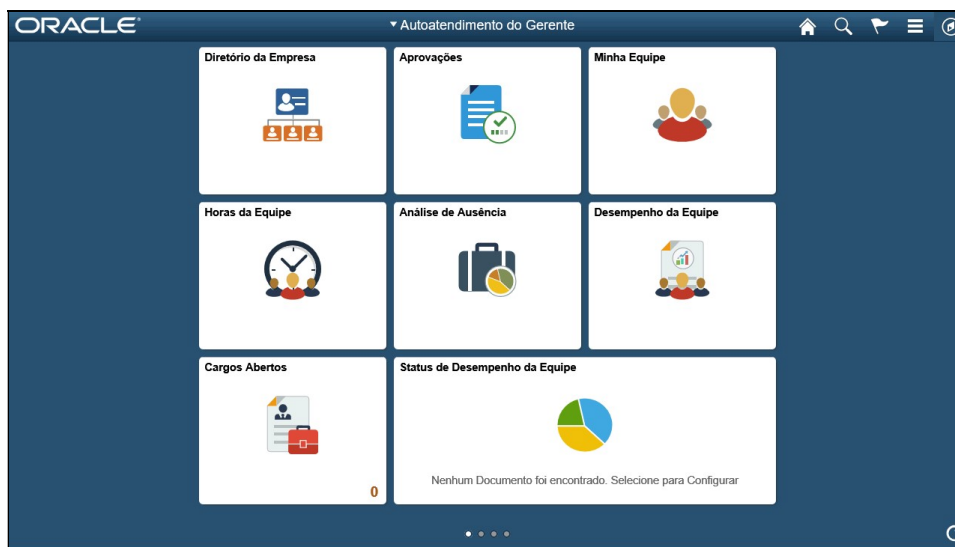 ORACLE
Autoatendimento do Gerente
Diretório da Empresa
Aprovações
Minha Equipe
Horas da Equipe
Análise de Ausência
Desempenho da Equipe
Cargos Abertos
0
Status de Desempenho da Equipe
Nenhum Documento foi encontrado. Selecione para Configurar